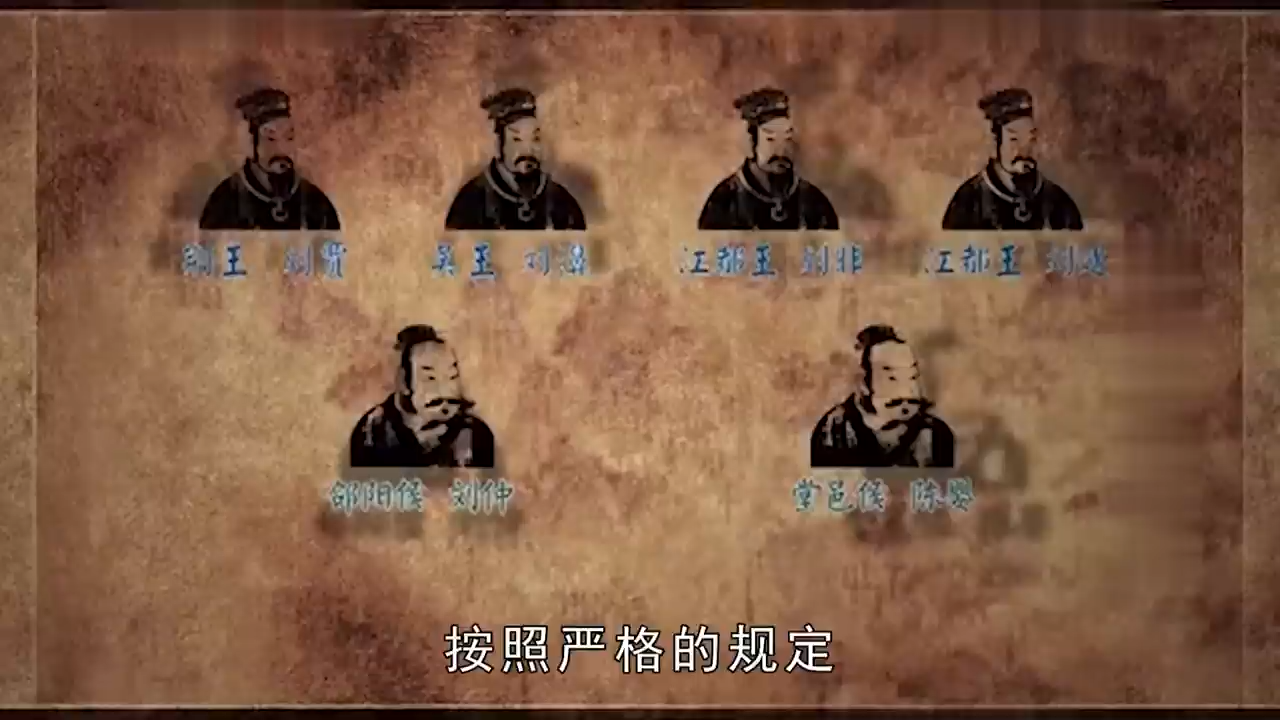 荆王 刘贾
吴王 刘濞
江都王 刘非
江都王 刘建
郃阳侯 刘仲
堂邑侯 陈婴
按照严格的规定